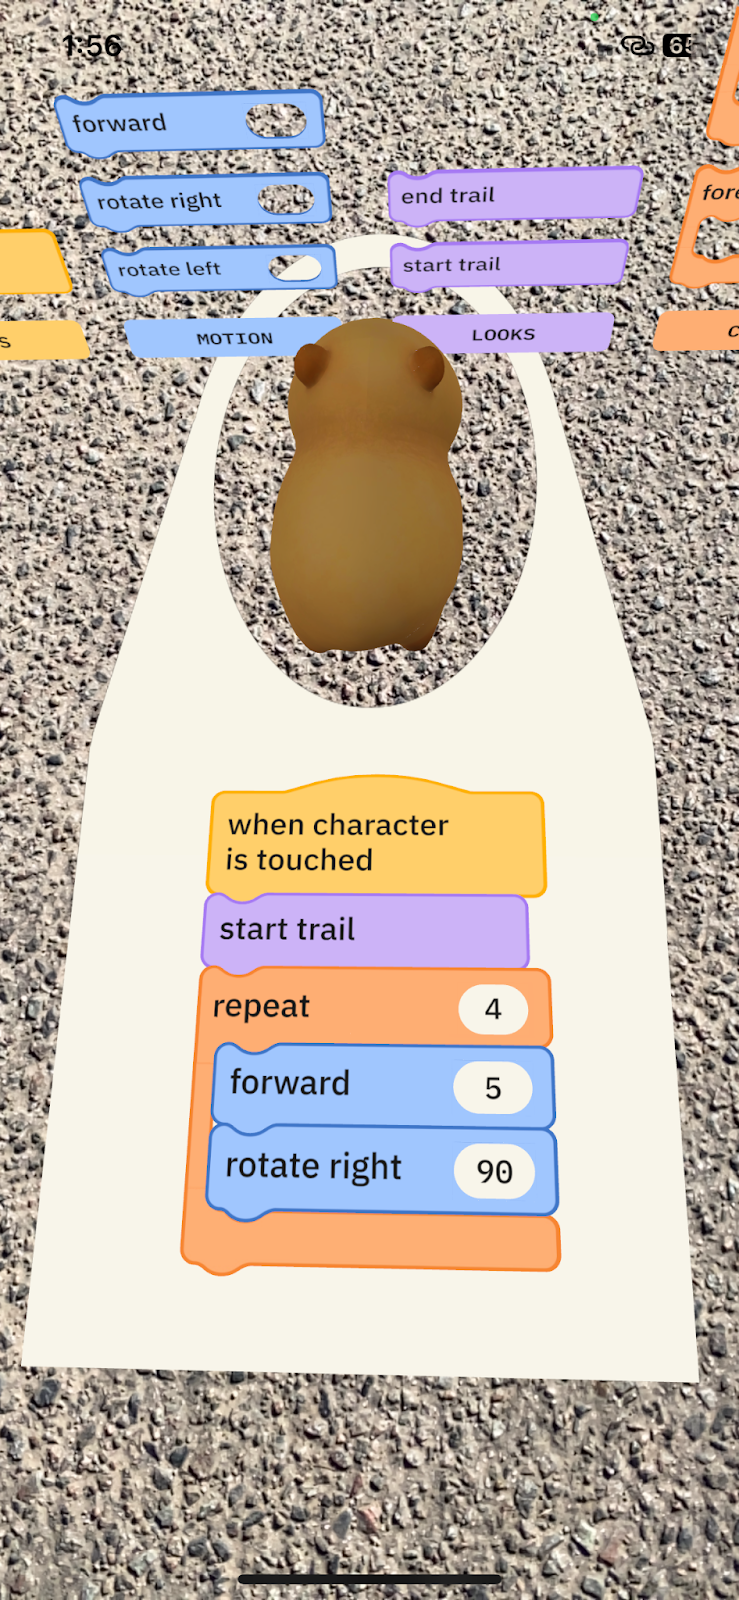 1:56
forward
rotate right
end trail
rotate left
start trail
MOTION
LOOKS
when character
is touched
start trail
repeat 4
forward 5
rotate right 90